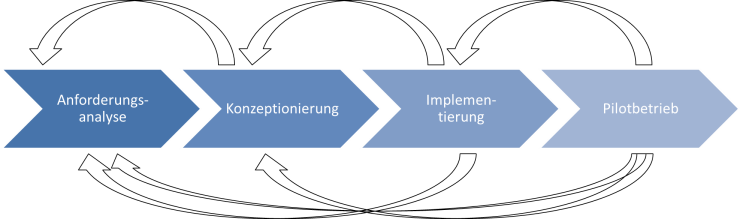 Anforderungs-
analyse
Konzeptionierung
Implemen-
tierung
Pilotbetrieb